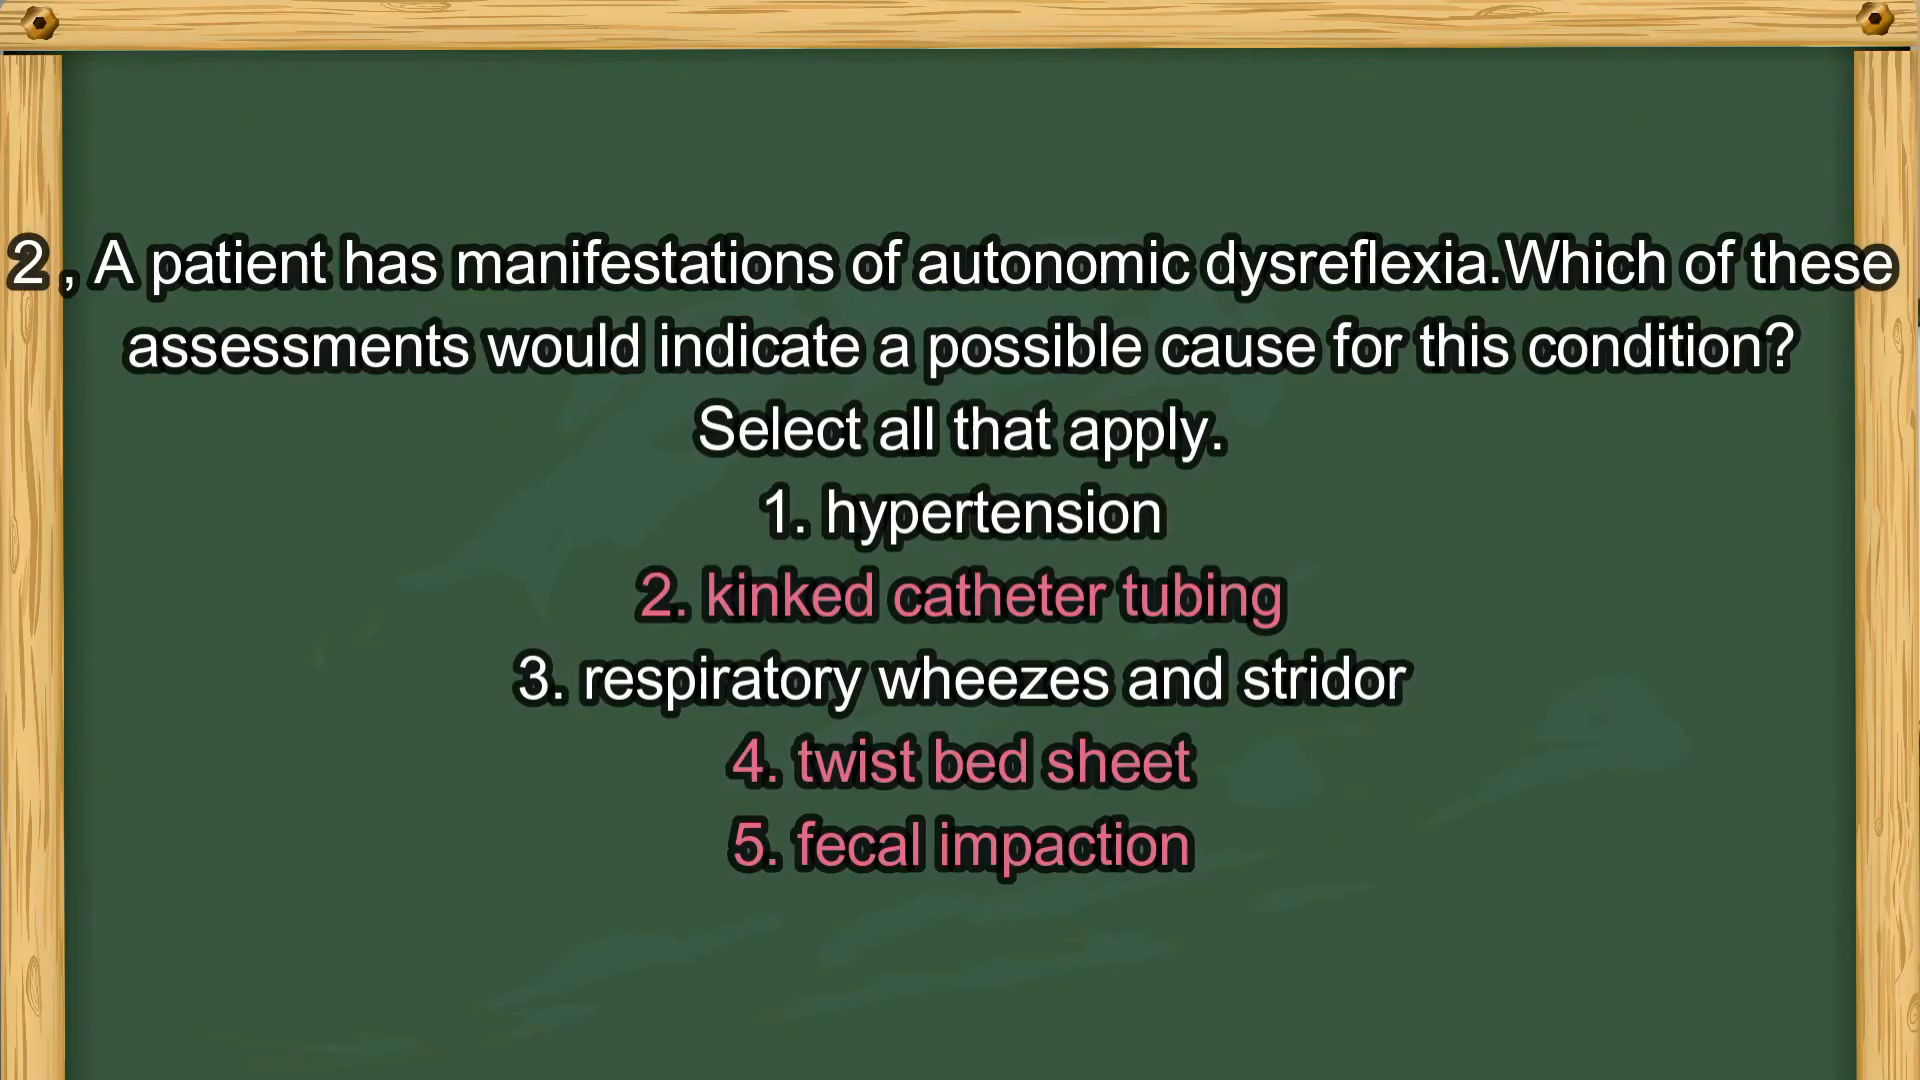 2 , A patient has manifestations of autonomic dysreflexia.Which of these
assessments would indicate a possible cause for this condition?
Select all that apply.
1. hypertension
2. kinked catheter tubing
3. respiratory wheezes and stridor
4. twist bed sheet
5. fecal impaction